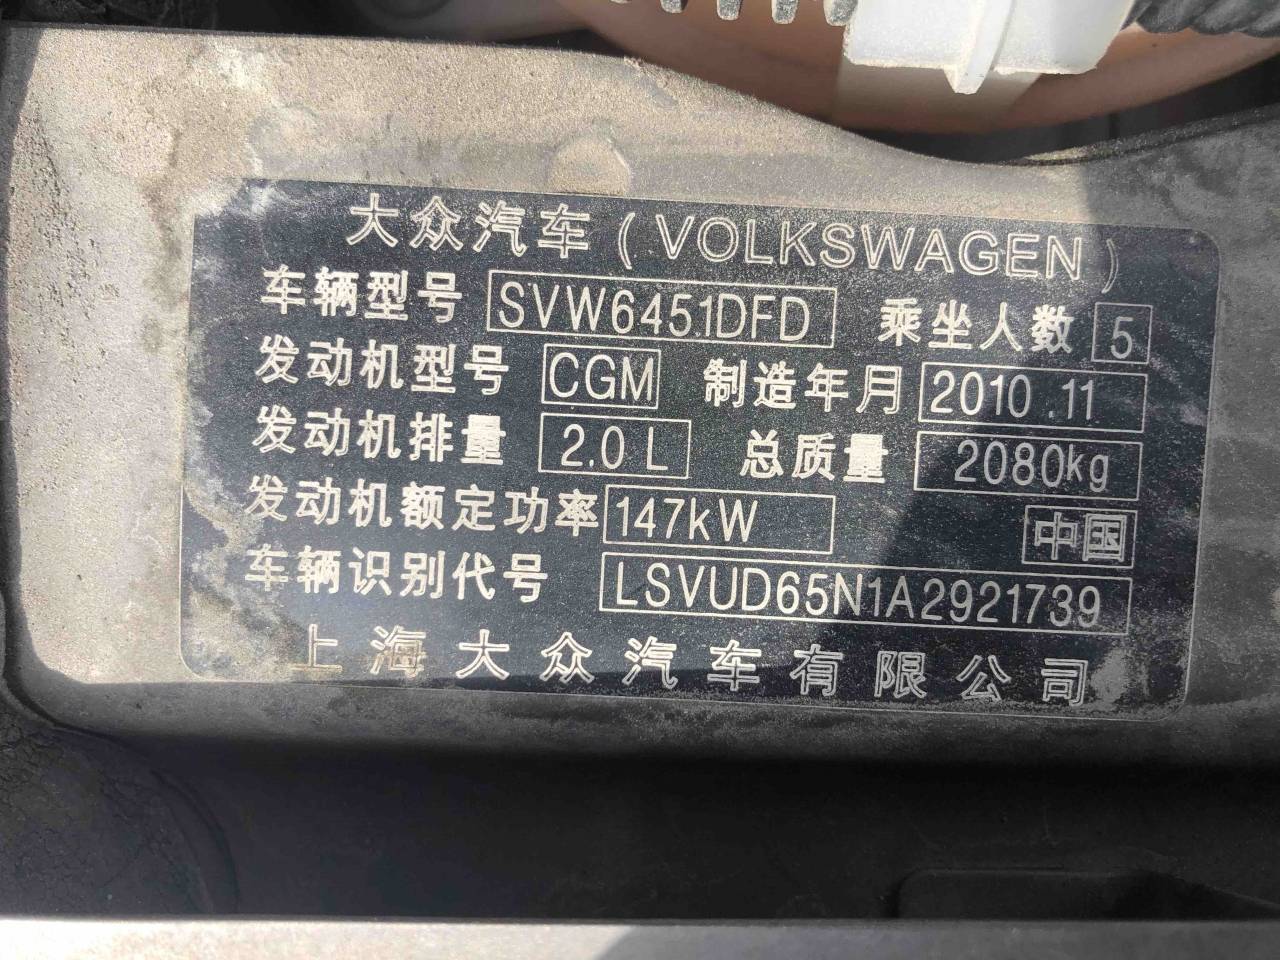 大众汽车(VOLKSWAGEN)
车辆型号 SVW6451DFD 乘坐人数 5
发动机型号 CGM 制造年月 2010.11
发动机排量 2.0 L 总质量 2080kg
发动机额定功率 147kW 中国
车辆识别代号 LSVUD65N1A2921739
上海大众汽车有限公司